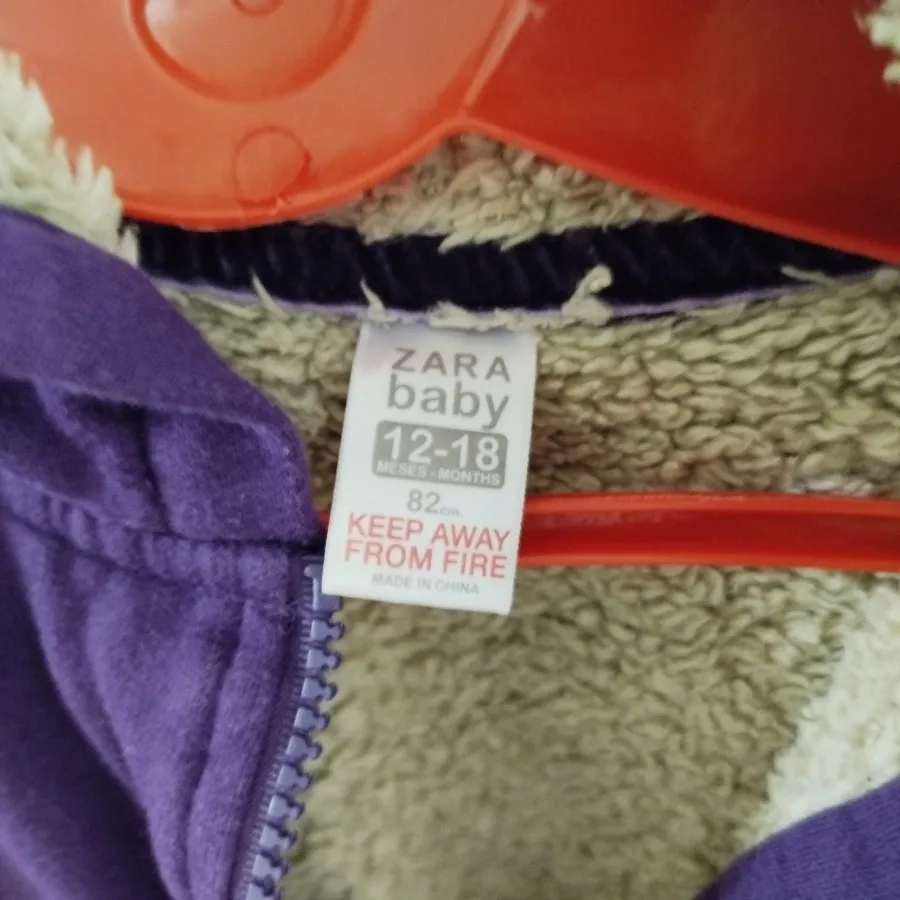 ZARA
baby
12-18
MESES - MONTHS
82cm
KEEP AWAY
FROM FIRE
MADE IN CHINA